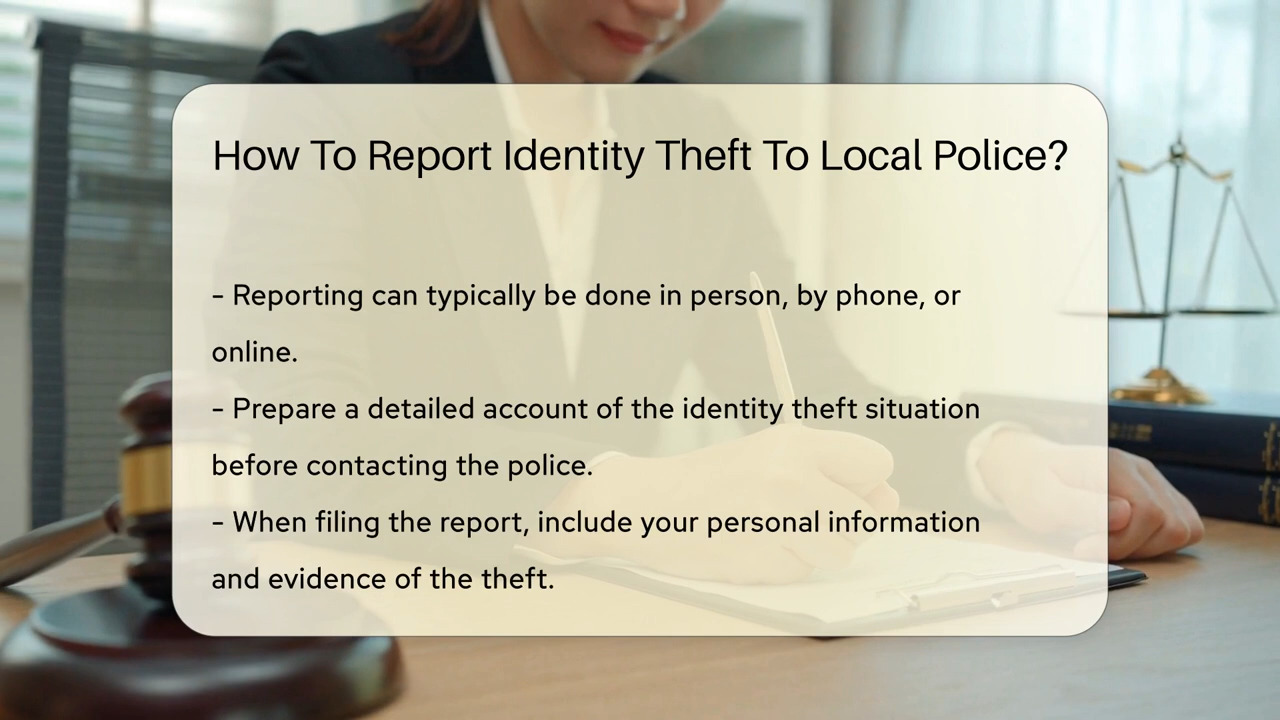 How To Report Identity Theft To Local Police?
- Reporting can typically be done in person, by phone, or
online.
- Prepare a detailed account of the identity theft situation
before contacting the police.
- When filing the report, include your personal information
and evidence of the theft.